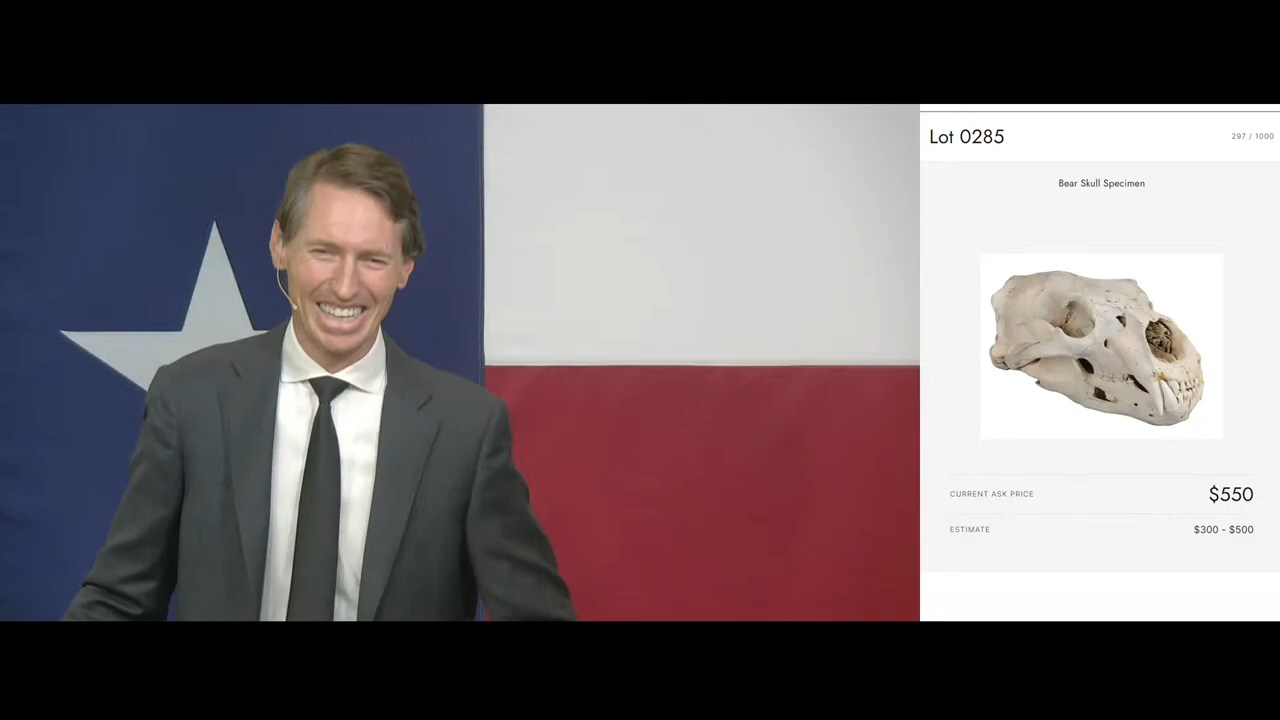 Lot 0285
297 / 1000
Bear Skull Specimen
CURRENT ASK PRICE
$550
ESTIMATE
$300 - $500